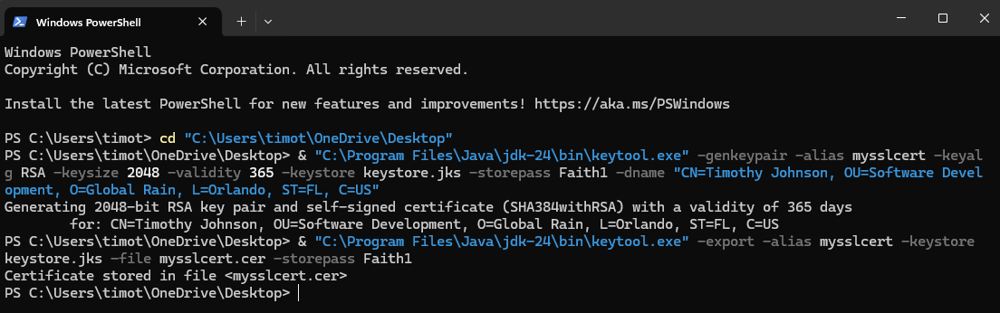 Windows PowerShell
Windows PowerShell
Copyright (C) Microsoft Corporation. All rights reserved.
Install the latest PowerShell for new features and improvements! https://aka.ms/PSWindows
PS C:\Users\timot> cd "C:\Users\timot\OneDrive\Desktop"
PS C:\Users\timot\OneDrive\Desktop> & "C:\Program Files\Java\jdk-24\bin\keytool.exe" -genkeypair -alias mysslcert -keyal
g RSA -keysize 2048 -validity 365 -keystore keystore.jks -storepass Faith1 -dname "CN=Timothy Johnson, OU=Software Devel
opment, O=Global Rain, L=Orlando, ST=FL, C=US"
Generating 2048-bit RSA key pair and self-signed certificate (SHA384withRSA) with a validity of 365 days
        for: CN=Timothy Johnson, OU=Software Development, O=Global Rain, L=Orlando, ST=FL, C=US
PS C:\Users\timot\OneDrive\Desktop> & "C:\Program Files\Java\jdk-24\bin\keytool.exe" -export -alias mysslcert -keystore
keystore.jks -file mysslcert.cer -storepass Faith1
Certificate stored in file <mysslcert.cer>
PS C:\Users\timot\OneDrive\Desktop>